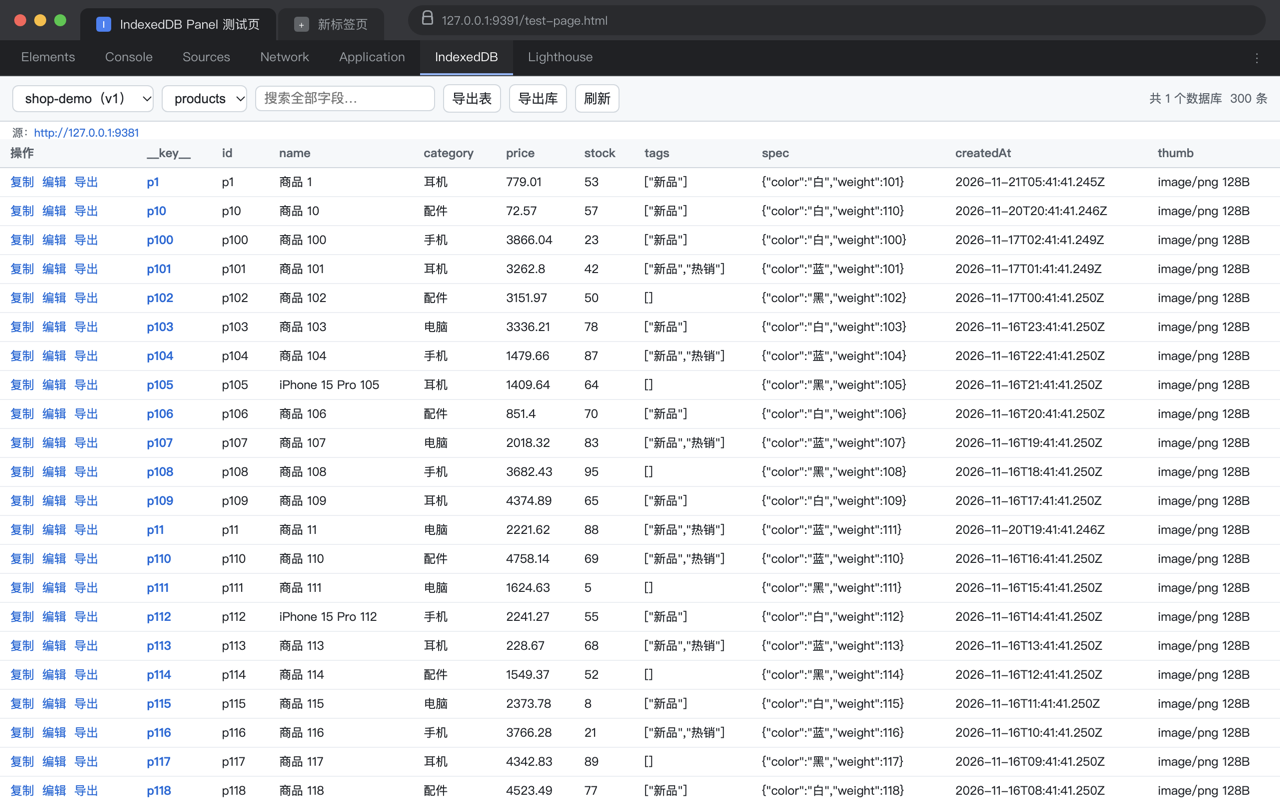 IndexedDB Panel 测试页 + 新标签页 127.0.0.1:9391/test-page.html
Elements Console Sources Network Application IndexedDB Lighthouse
shop-demo（v1） products 搜索全部字段... 导出表 导出库 刷新 共 1 个数据库 300 条
源: http://127.0.0.1:9381
操作 __key__ id name category price stock tags spec createdAt thumb
复制 编辑 导出 p1 p1 商品 1 耳机 779.01 53 ["新品"] {"color":"白","weight":101} 2026-11-21T05:41:41.245Z image/png 128B
复制 编辑 导出 p10 p10 商品 10 配件 72.57 57 ["新品"] {"color":"白","weight":110} 2026-11-20T20:41:41.246Z image/png 128B
复制 编辑 导出 p100 p100 商品 100 手机 3866.04 23 ["新品"] {"color":"白","weight":100} 2026-11-17T02:41:41.249Z image/png 128B
复制 编辑 导出 p101 p101 商品 101 耳机 3262.8 42 ["新品","热销"] {"color":"蓝","weight":101} 2026-11-17T01:41:41.249Z image/png 128B
复制 编辑 导出 p102 p102 商品 102 配件 3151.97 50 [] {"color":"黑","weight":102} 2026-11-17T00:41:41.250Z image/png 128B
复制 编辑 导出 p103 p103 商品 103 电脑 3336.21 78 ["新品"] {"color":"白","weight":103} 2026-11-16T23:41:41.250Z image/png 128B
复制 编辑 导出 p104 p104 商品 104 手机 1479.66 87 ["新品","热销"] {"color":"蓝","weight":104} 2026-11-16T22:41:41.250Z image/png 128B
复制 编辑 导出 p105 p105 iPhone 15 Pro 105 耳机 1409.64 64 [] {"color":"黑","weight":105} 2026-11-16T21:41:41.250Z image/png 128B
复制 编辑 导出 p106 p106 商品 106 配件 851.4 70 ["新品"] {"color":"白","weight":106} 2026-11-16T20:41:41.250Z image/png 128B
复制 编辑 导出 p107 p107 商品 107 电脑 2018.32 83 ["新品","热销"] {"color":"蓝","weight":107} 2026-11-16T19:41:41.250Z image/png 128B
复制 编辑 导出 p108 p108 商品 108 手机 3682.43 95 [] {"color":"黑","weight":108} 2026-11-16T18:41:41.250Z image/png 128B
复制 编辑 导出 p109 p109 商品 109 耳机 4374.89 65 ["新品"] {"color":"白","weight":109} 2026-11-16T17:41:41.250Z image/png 128B
复制 编辑 导出 p11 p11 商品 11 电脑 2221.62 88 ["新品","热销"] {"color":"蓝","weight":111} 2026-11-20T19:41:41.246Z image/png 128B
复制 编辑 导出 p110 p110 商品 110 配件 4758.14 69 ["新品","热销"] {"color":"蓝","weight":110} 2026-11-16T16:41:41.250Z image/png 128B
复制 编辑 导出 p111 p111 商品 111 电脑 1624.63 5 [] {"color":"黑","weight":111} 2026-11-16T15:41:41.250Z image/png 128B
复制 编辑 导出 p112 p112 iPhone 15 Pro 112 手机 2241.27 55 ["新品"] {"color":"白","weight":112} 2026-11-16T14:41:41.250Z image/png 128B
复制 编辑 导出 p113 p113 商品 113 耳机 228.67 68 ["新品","热销"] {"color":"蓝","weight":113} 2026-11-16T13:41:41.250Z image/png 128B
复制 编辑 导出 p114 p114 商品 114 配件 1549.37 52 [] {"color":"黑","weight":114} 2026-11-16T12:41:41.250Z image/png 128B
复制 编辑 导出 p115 p115 商品 115 电脑 2373.78 8 ["新品"] {"color":"白","weight":115} 2026-11-16T11:41:41.250Z image/png 128B
复制 编辑 导出 p116 p116 商品 116 手机 3766.28 21 ["新品","热销"] {"color":"蓝","weight":116} 2026-11-16T10:41:41.250Z image/png 128B
复制 编辑 导出 p117 p117 商品 117 耳机 4342.83 89 [] {"color":"黑","weight":117} 2026-11-16T09:41:41.250Z image/png 128B
复制 编辑 导出 p118 p118 商品 118 配件 4523.49 77 ["新品"] {"color":"白","weight":118} 2026-11-16T08:41:41.250Z image/png 128B